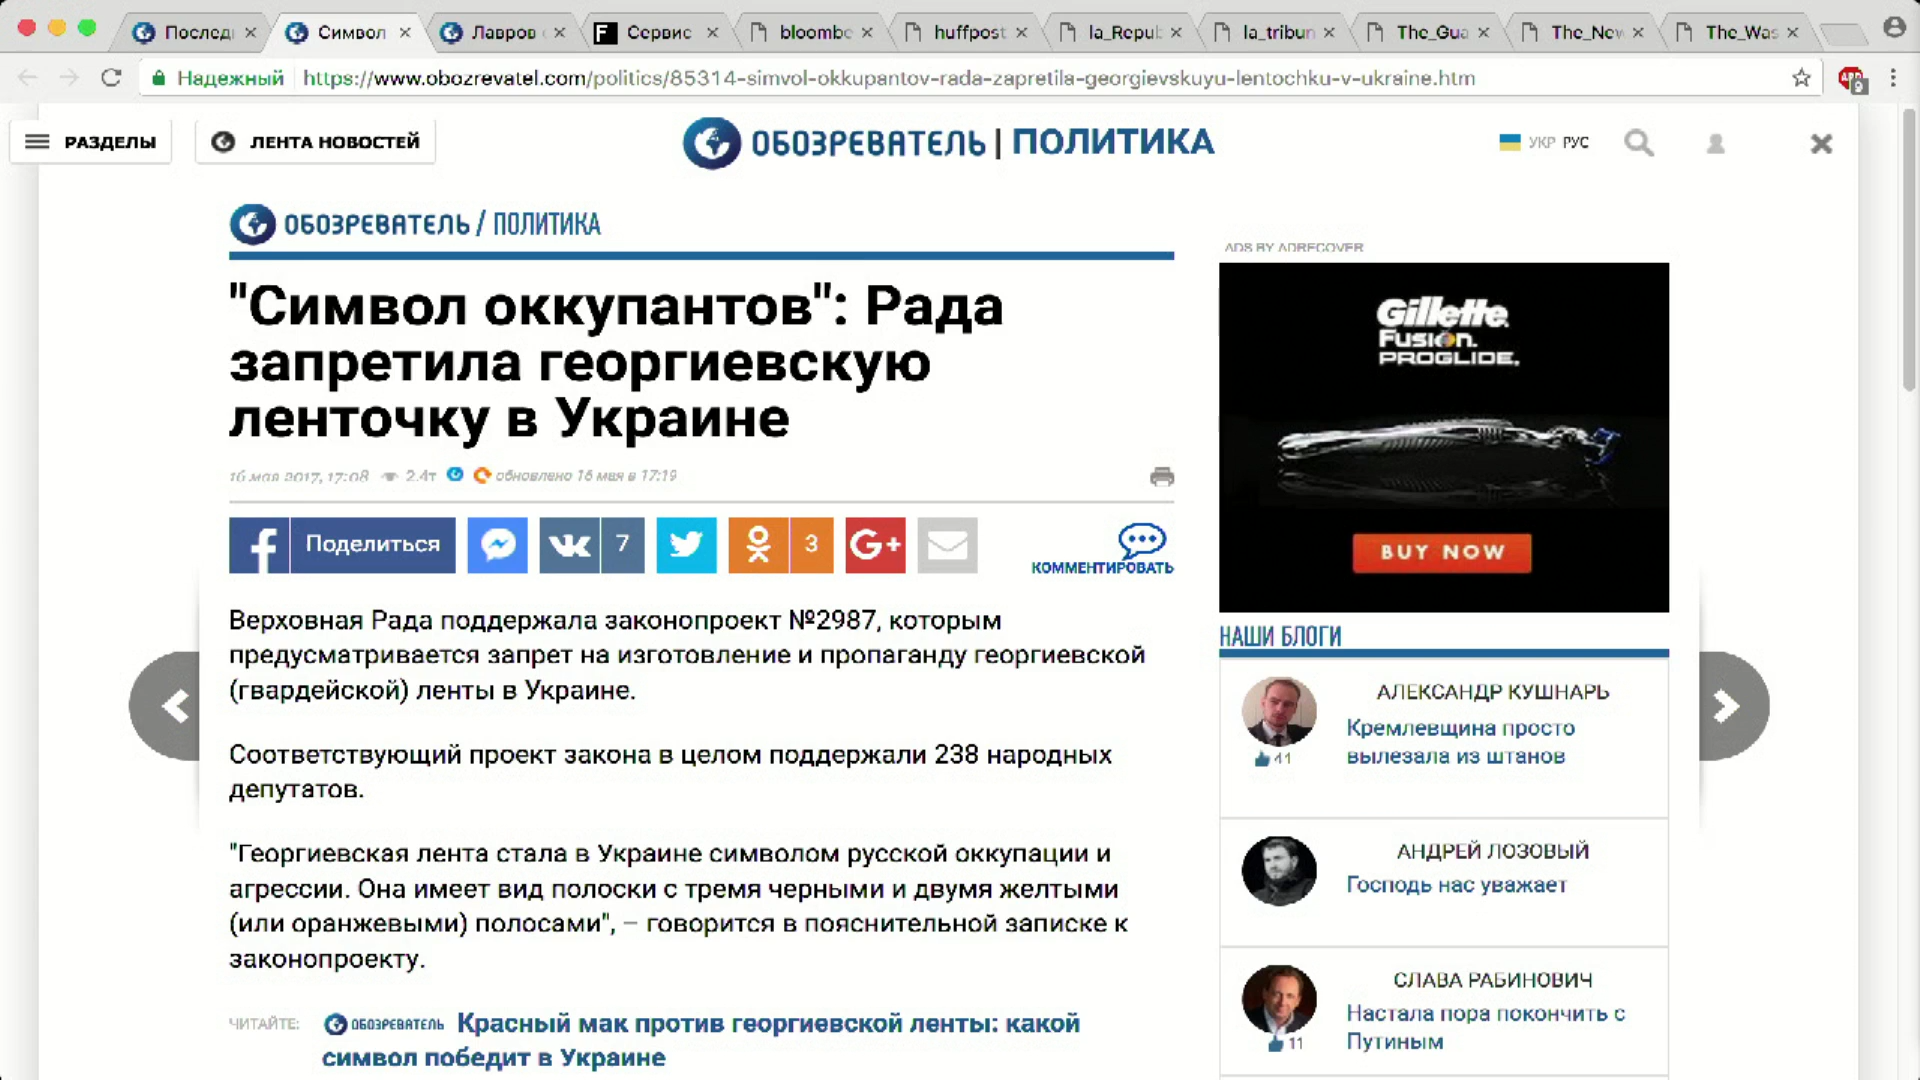 Последн
Символ
Лавров
Сервис
bloombe
huffpost
la_Repub
la_tribun
The_Gua
The_New
The_Was
Надежный
https://www.obozrevatel.com/politics/85314-simvol-okkupantov-rada-zapretila-georgievskuyu-lentochku-v-ukraine.htm
ABP 9
РАЗДЕЛЫ
ЛЕНТА НОВОСТЕЙ
ОБОЗРЕВАТЕЛЬ | ПОЛИТИКА
УКР РУС
ОБОЗРЕВАТЕЛЬ / ПОЛИТИКА
"Символ оккупантов": Рада
запретила георгиевскую
ленточку в Украине
16 мая 2017, 17:08 2.4т обновлено 16 мая в 17:19
Поделиться
7
3
G+
КОММЕНТИРОВАТЬ
Верховная Рада поддержала законопроект №2987, которым
предусматривается запрет на изготовление и пропаганду георгиевской
(гвардейской) ленты в Украине.
Соответствующий проект закона в целом поддержали 238 народных
депутатов.
"Георгиевская лента стала в Украине символом русской оккупации и
агрессии. Она имеет вид полоски с тремя черными и двумя желтыми
(или оранжевыми) полосами", – говорится в пояснительной записке к
законопроекту.
ЧИТАЙТЕ: ОБОЗРЕВАТЕЛЬ Красный мак против георгиевской ленты: какой
символ победит в Украине
ADS BY ADRECOVER
Gillette
Fusion.
PROGLIDE.
BUY NOW
НАШИ БЛОГИ
АЛЕКСАНДР КУШНАРЬ
Кремлевщина просто
вылезала из штанов
41
АНДРЕЙ ЛОЗОВЫЙ
Господь нас уважает
СЛАВА РАБИНОВИЧ
Настала пора покончить с
Путиным
11